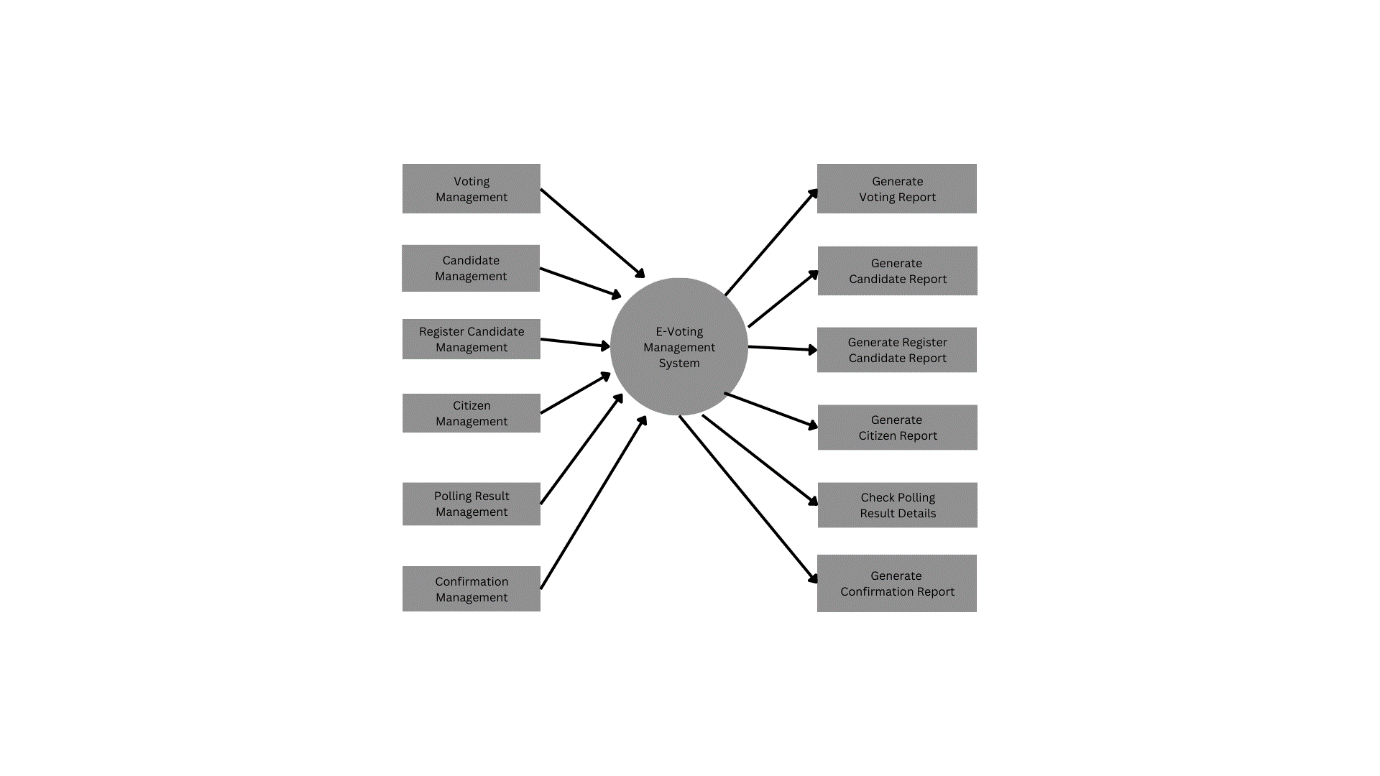 Voting
Management
Candidate
Management
Register Candidate
Management
Citizen
Management
Polling Result
Management
Confirmation
Management
E-Voting
Management
System
Generate
Voting Report
Generate
Candidate Report
Generate Register
Candidate Report
Generate
Citizen Report
Check Polling
Result Details
Generate
Confirmation Report